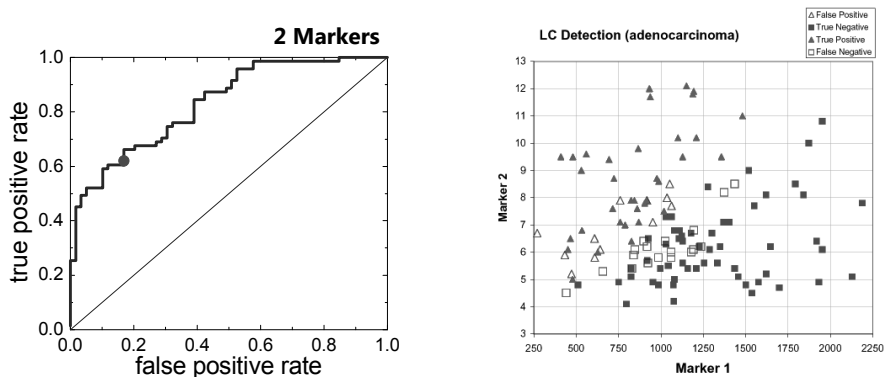 2 Markers
true positive rate
1.0
0.8
0.6
0.4
0.2
0.0
0.0 0.2 0.4 0.6 0.8 1.0
false positive rate
LC Detection (adenocarcinoma)
False Positive
True Negative
True Positive
False Negative
Marker 2
13
12
11
10
9
8
7
6
5
4
3
250 500 750 1000 1250 1500 1750 2000 2250
Marker 1